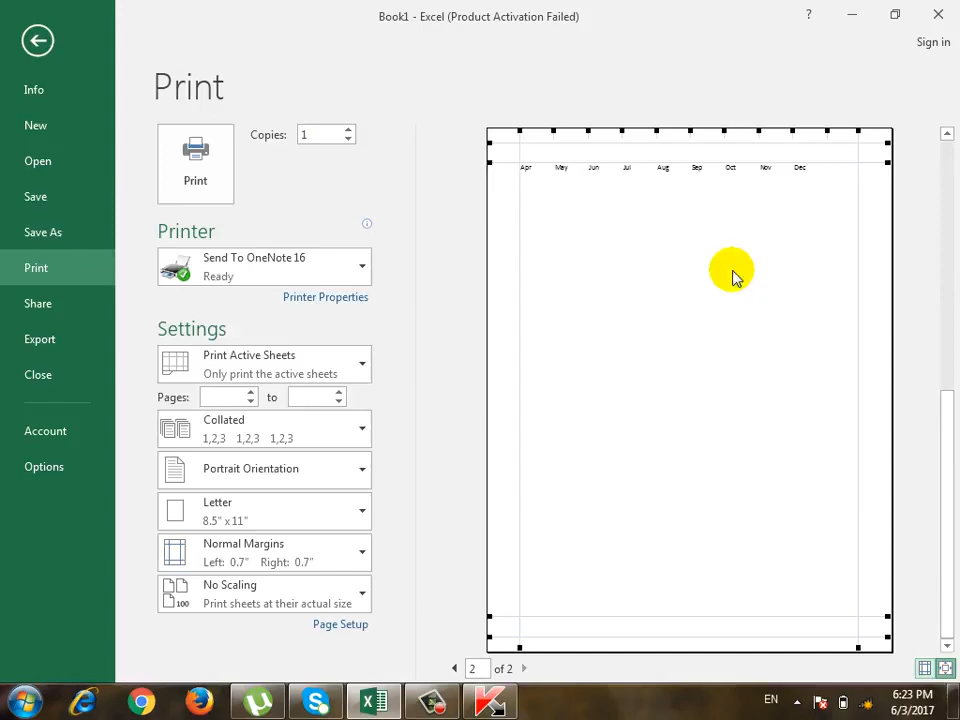 Book1 - Excel (Product Activation Failed)
?
Sign in
Info
New
Open
Save
Save As
Print
Share
Export
Close
Account
Options
Print
Print
Copies: 1
Printer
Send To OneNote 16
Ready
Printer Properties
Settings
Print Active Sheets
Only print the active sheets
Pages: to
Collated
1,2,3 1,2,3 1,2,3
Portrait Orientation
Letter
8.5" x 11"
Normal Margins
Left: 0.7" Right: 0.7"
No Scaling
Print sheets at their actual size
100
Page Setup
Apr May Jun Jul Aug Sep Oct Nov Dec
2 of 2
EN
6:23 PM
6/3/2017